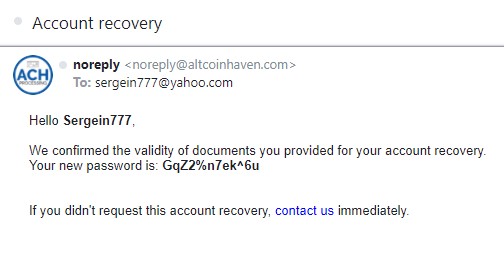 Account recovery
ACH
PROCESSING
noreply <noreply@altcoinhaven.com>
To: sergein777@yahoo.com
Hello Sergein777,
We confirmed the validity of documents you provided for your account recovery.
Your new password is: GqZ2%n7ek^6u
If you didn't request this account recovery, contact us immediately.